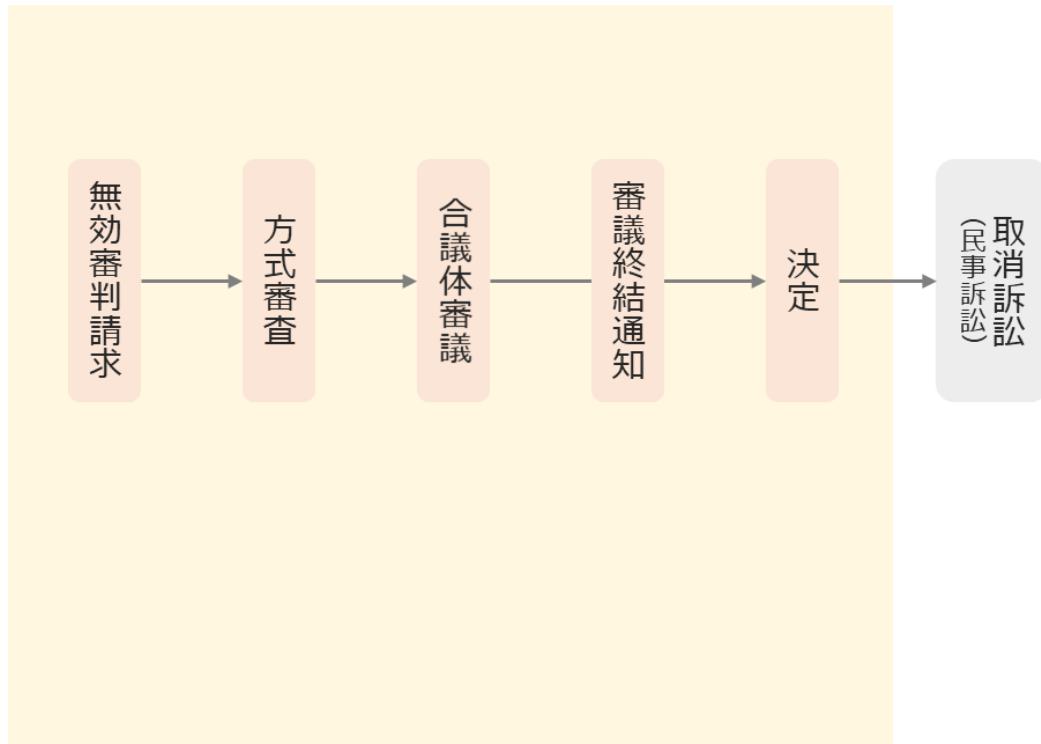 無効審判請求
方式審査
合議体審議
審議終結通知
決定
取消訴訟
(民事訴訟)